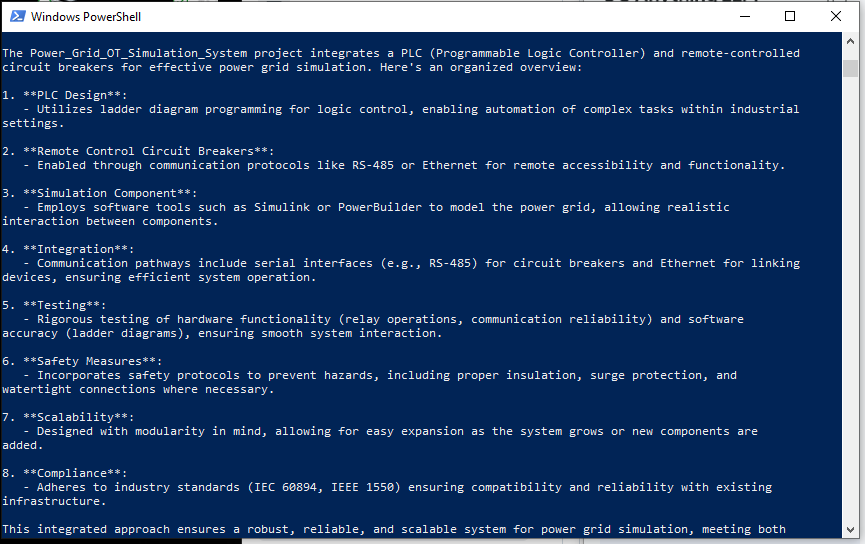 Windows PowerShell
The Power_Grid_OT_Simulation_System project integrates a PLC (Programmable Logic Controller) and remote-controlled
circuit breakers for effective power grid simulation. Here's an organized overview:
1. **PLC Design**:
- Utilizes ladder diagram programming for logic control, enabling automation of complex tasks within industrial
settings.
2. **Remote Control Circuit Breakers**:
- Enabled through communication protocols like RS-485 or Ethernet for remote accessibility and functionality.
3. **Simulation Component**:
- Employs software tools such as Simulink or PowerBuilder to model the power grid, allowing realistic
interaction between components.
4. **Integration**:
- Communication pathways include serial interfaces (e.g., RS-485) for circuit breakers and Ethernet for linking
devices, ensuring efficient system operation.
5. **Testing**:
- Rigorous testing of hardware functionality (relay operations, communication reliability) and software
accuracy (ladder diagrams), ensuring smooth system interaction.
6. **Safety Measures**:
- Incorporates safety protocols to prevent hazards, including proper insulation, surge protection, and
watertight connections where necessary.
7. **Scalability**:
- Designed with modularity in mind, allowing for easy expansion as the system grows or new components are
added.
8. **Compliance**:
- Adheres to industry standards (IEC 60894, IEEE 1550) ensuring compatibility and reliability with existing
infrastructure.
This integrated approach ensures a robust, reliable, and scalable system for power grid simulation, meeting both